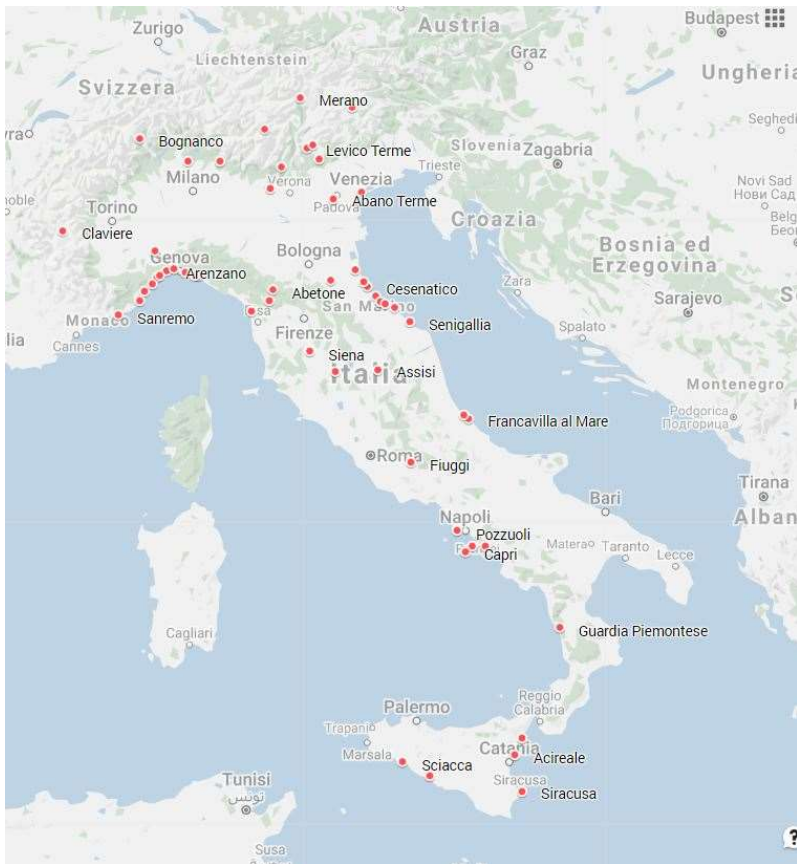 Zurigo
Austria
Budapest
Graz
Liechtenstein
Ungheria
Svizzera
Merano
Seghedi
Bognanco
Levico Terme
Slovenia
Zagabria
Milano
Verona
Venezia
Trieste
Novi Sad
Нови Сад
Padova
Abano Terme
Torino
Croazia
Claviere
Genova
Bologna
Bosnia ed
Erzegovina
Arenzano
Cesenatico
Zara
Abetone
San Marino
Sarajevo
Monaco
Sanremo
Firenze
Senigallia
Spalato
Cannes
Siena
Italia
Assisi
Montenegro
Podgorica
Подгорица
Francavilla al Mare
Roma
Fiuggi
Tirana
Bari
Alban
Napoli
Pozzuoli
Capri
Matera
Taranto
Lecce
Cagliari
Guardia Piemontese
Reggio
Calabria
Palermo
Trapani
Marsala
Catania
Acireale
Sciacca
Siracusa
Siracusa
Tunisi
تونس
Susa
?